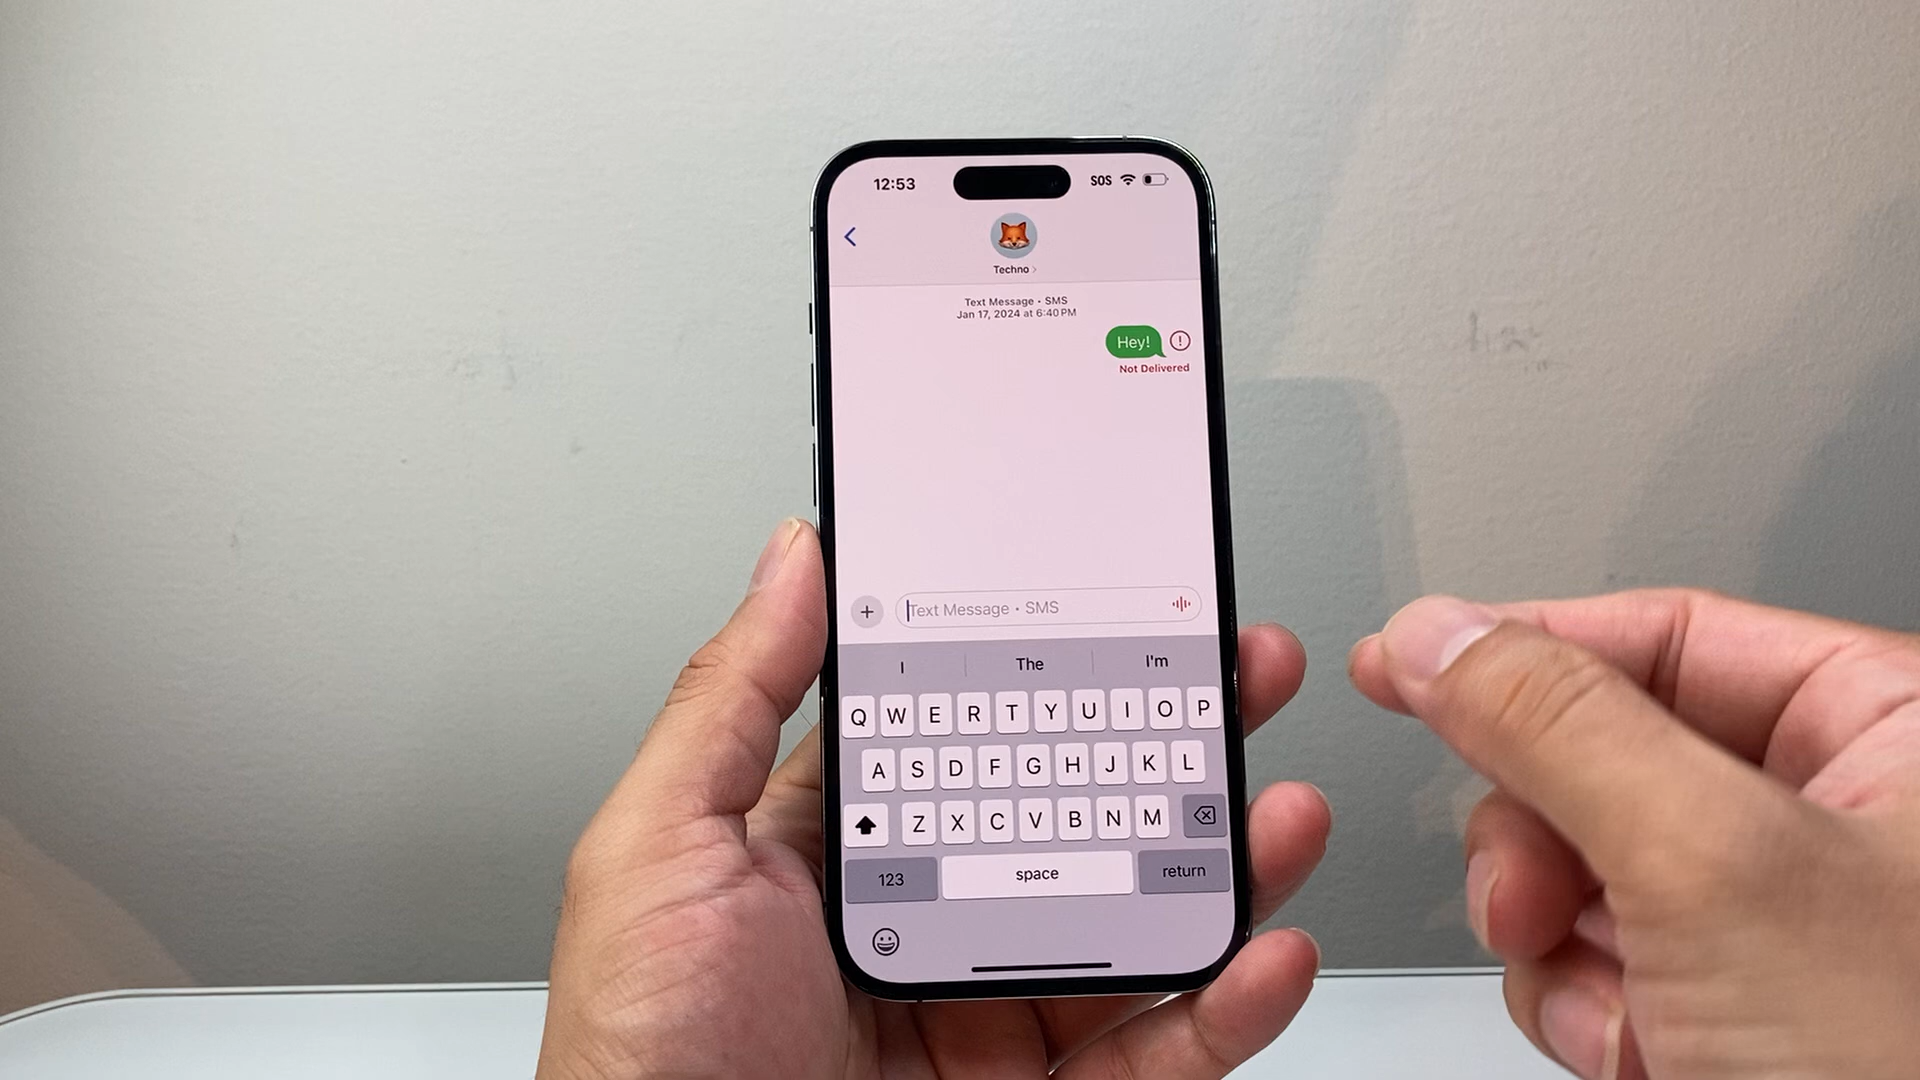 12:53 SOS
Techno
Text Message • SMS
Jan 17, 2024 at 6:40 PM
Hey!
Not Delivered
Text Message • SMS
I The I'm
Q W E R T Y U I O P
A S D F G H J K L
Z X C V B N M
123 space return